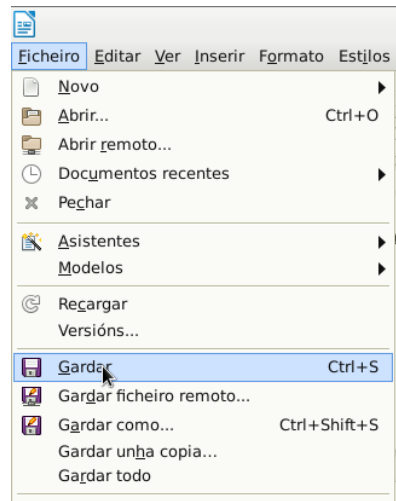 Ficheiro Editar Ver Inserir Formato Estilos
Novo
Abrir... Ctrl+O
Abrir remoto...
Documentos recentes
Pechar
Asistentes
Modelos
Recargar
Versións...
Gardar Ctrl+S
Gardar ficheiro remoto...
Gardar como... Ctrl+Shift+S
Gardar unha copia...
Gardar todo